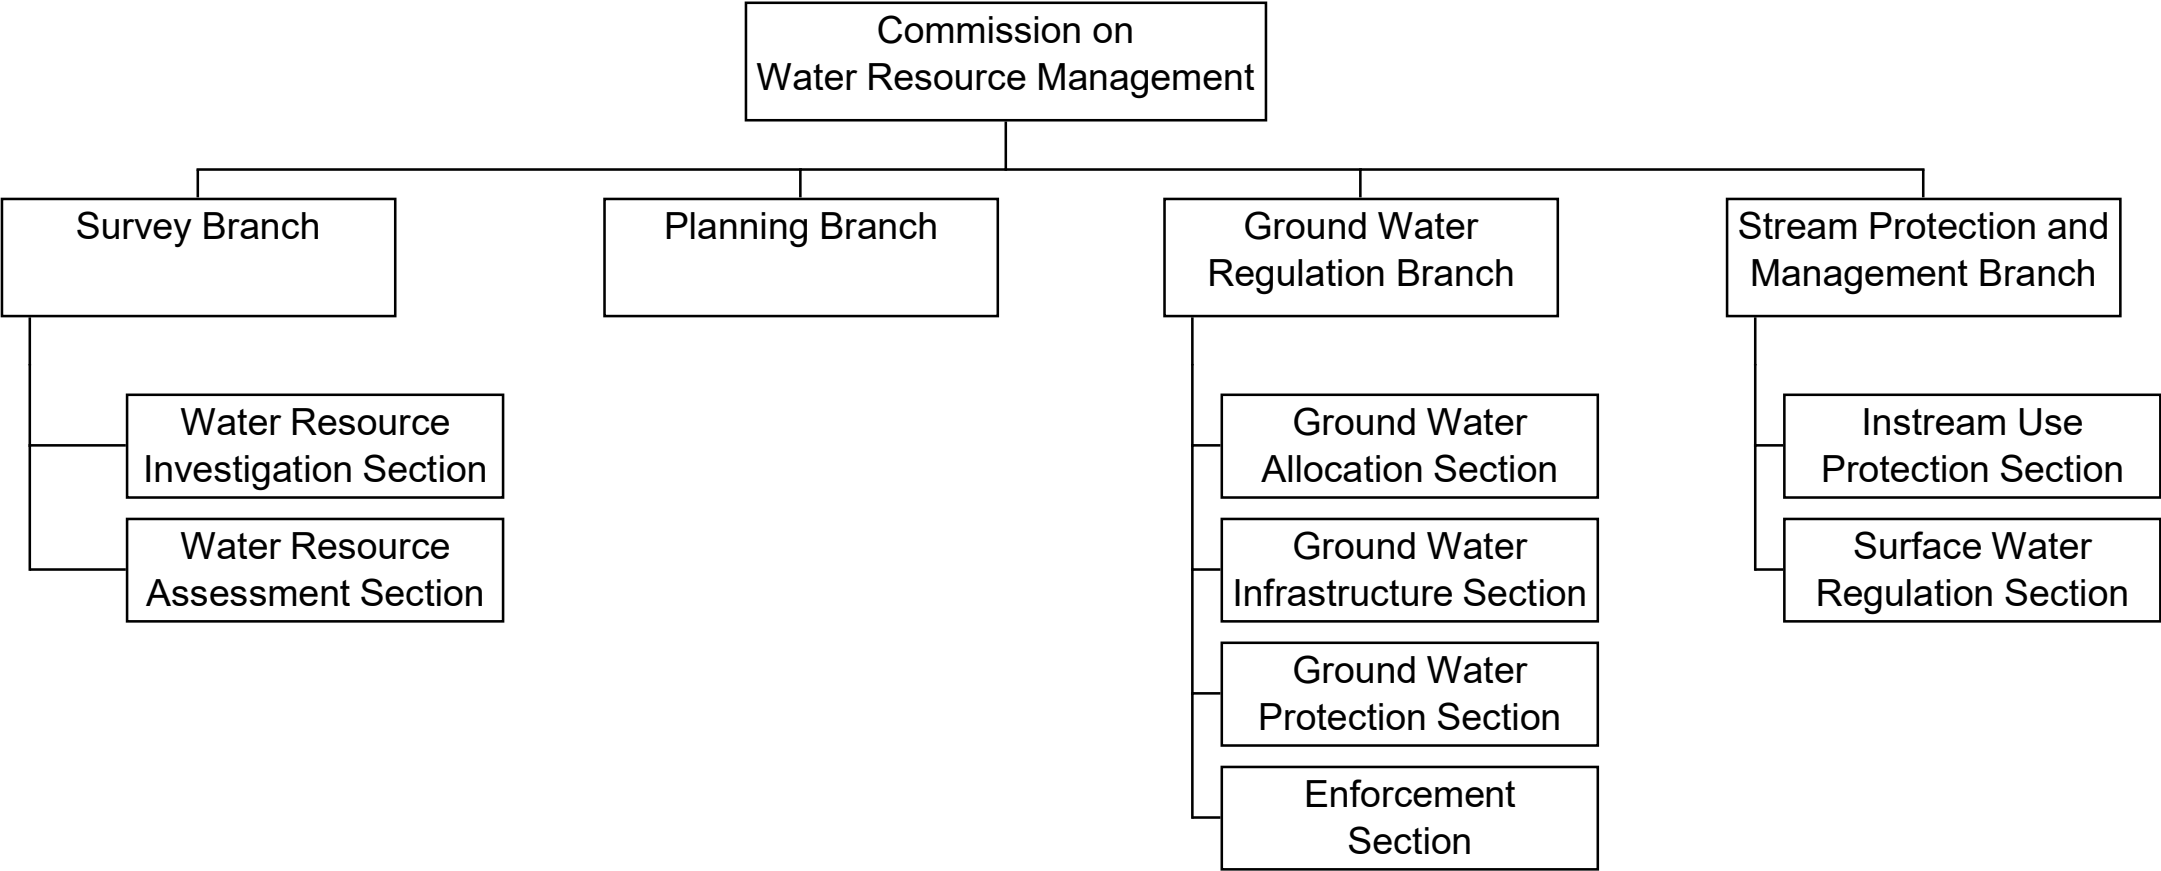 Commission on
Water Resource Management
Survey Branch
Planning Branch
Ground Water
Regulation Branch
Stream Protection and
Management Branch
Water Resource
Investigation Section
Water Resource
Assessment Section
Ground Water
Allocation Section
Ground Water
Infrastructure Section
Ground Water
Protection Section
Enforcement
Section
Instream Use
Protection Section
Surface Water
Regulation Section